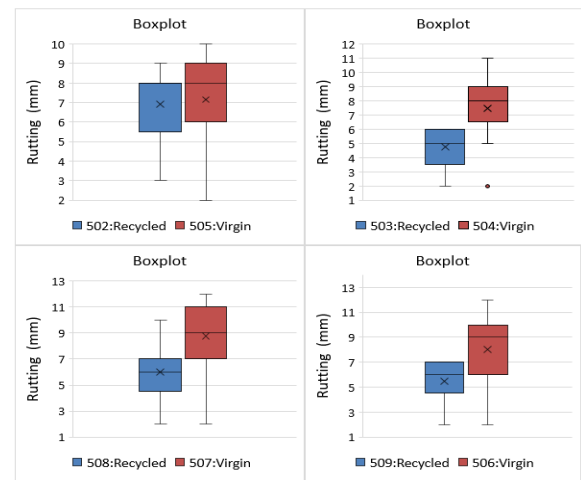 Boxplot
Rutting (mm)
10
9
8
7
6
5
4
3
2
502:Recycled 505:Virgin
Boxplot
Rutting (mm)
12
11
10
9
8
7
6
5
4
3
2
1
503:Recycled 504:Virgin
Boxplot
Rutting (mm)
13
11
9
7
5
3
1
508:Recycled 507:Virgin
Boxplot
Rutting (mm)
13
11
9
7
5
3
1
509:Recycled 506:Virgin